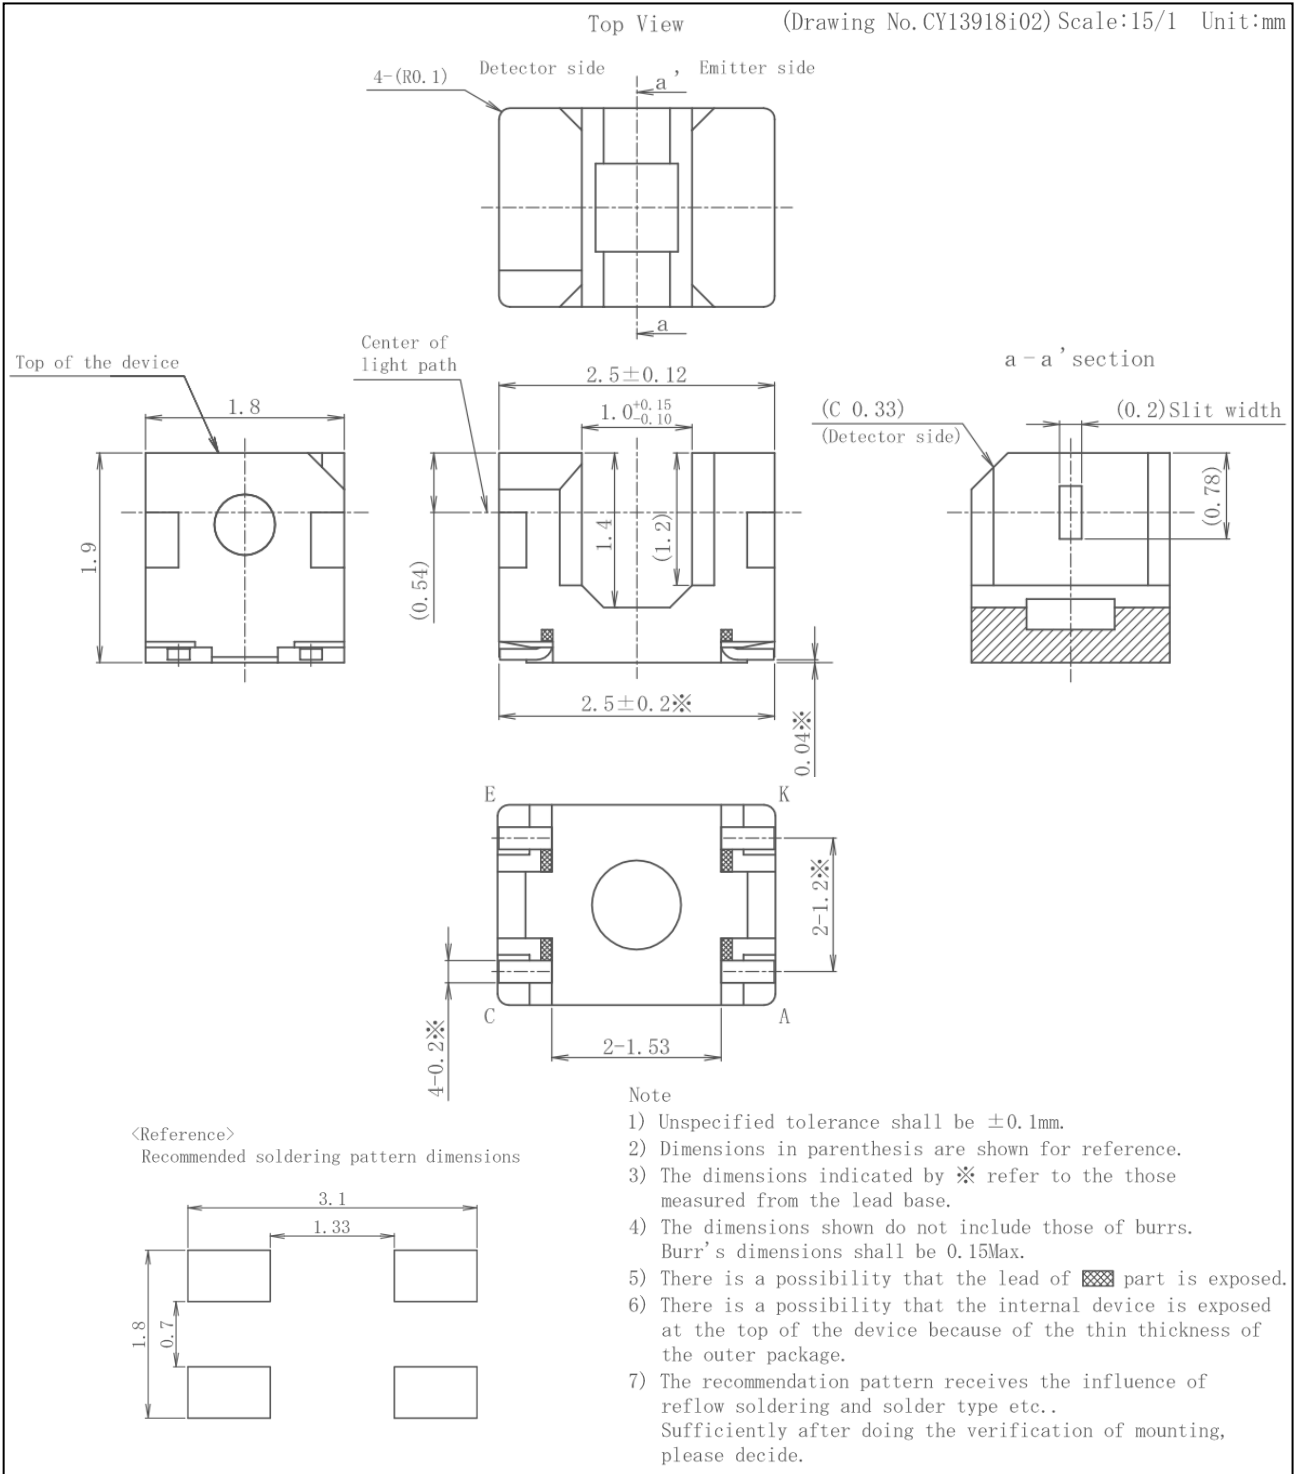 Top View
(Drawing No.CY13918i02) Scale:15/1 Unit:mm
4-(R0.1)
Detector side
a'
Emitter side
a
Top of the device
Center of
light path
a-a'section
1.8
1.9
2.5±0.12
1.0+0.15
-0.10
(0.54)
1.4
(1.2)
2.5±0.2※
0.04※
(C 0.33)
(Detector side)
(0.2)Slit width
(0.78)
E
K
2-1.2※
4-0.2※
C
A
2-1.53
<Reference>
Recommended soldering pattern dimensions
3.1
1.33
1.8
0.7
Note
1) Unspecified tolerance shall be ±0.1mm.
2) Dimensions in parenthesis are shown for reference.
3) The dimensions indicated by ※ refer to the those
measured from the lead base.
4) The dimensions shown do not include those of burrs.
Burr's dimensions shall be 0.15Max.
5) There is a possibility that the lead of part is exposed.
6) There is a possibility that the internal device is exposed
at the top of the device because of the thin thickness of
the outer package.
7) The recommendation pattern receives the influence of
reflow soldering and solder type etc..
Sufficiently after doing the verification of mounting,
please decide.